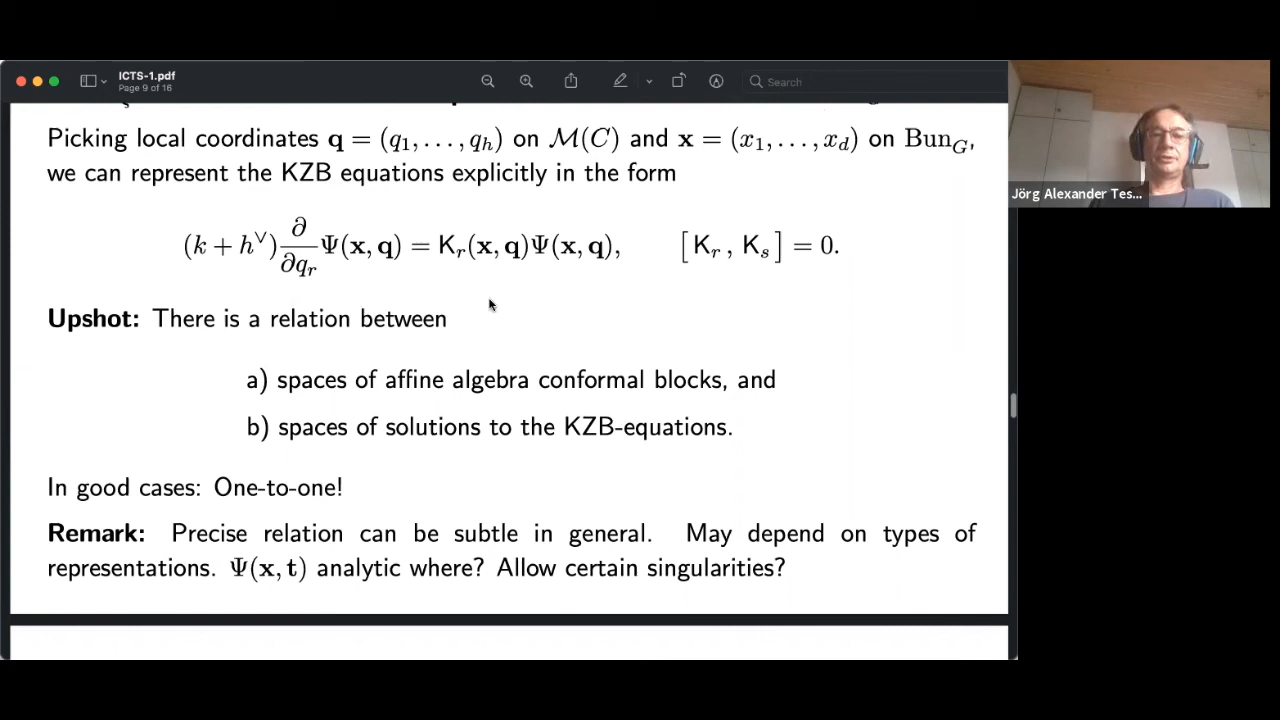 ICTS-1.pdf
Page 9 of 16
Search
Picking local coordinates q = (q₁, . . . , qₕ) on ℳ(C) and x = (x₁, . . . , x_d) on Bun_G,
we can represent the KZB equations explicitly in the form
(k + h^∨) ∂/∂q_r Ψ(x, q) = K_r(x, q)Ψ(x, q), [K_r , K_s] = 0.
Upshot: There is a relation between
a) spaces of affine algebra conformal blocks, and
b) spaces of solutions to the KZB-equations.
In good cases: One-to-one!
Remark: Precise relation can be subtle in general. May depend on types of
representations. Ψ(x, t) analytic where? Allow certain singularities?
Jörg Alexander Tes...